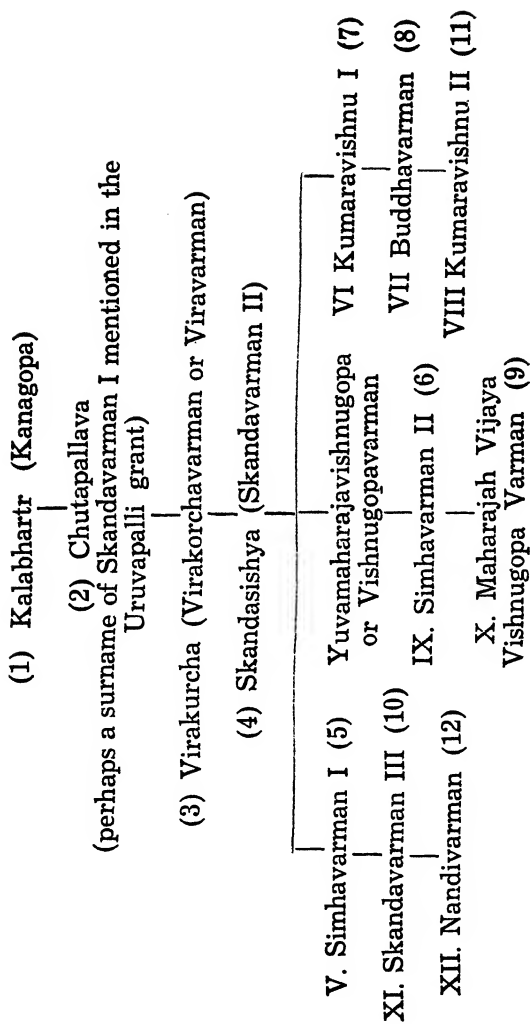 (1) Kalabhartr (Kanagopa)
(2) Chutapallava
(perhaps a surname of Skandavarman I mentioned in the
Uruvapalli grant)
(3) Virakurcha (Virakorchavarman or Viravarman)
(4) Skandasishya (Skandavarman II)
V. Simhavarman I (5)
XI. Skandavarman III (10)
XII. Nandivarman (12)
Yuvamaharajavishnugopa
or Vishnugopavarman
IX. Simhavarman II (6)
X. Maharajah Vijaya
Vishnugopa Varman (9)
VI Kumaravishnu I (7)
VII Buddhavarman (8)
VIII Kumaravishnu II (11)